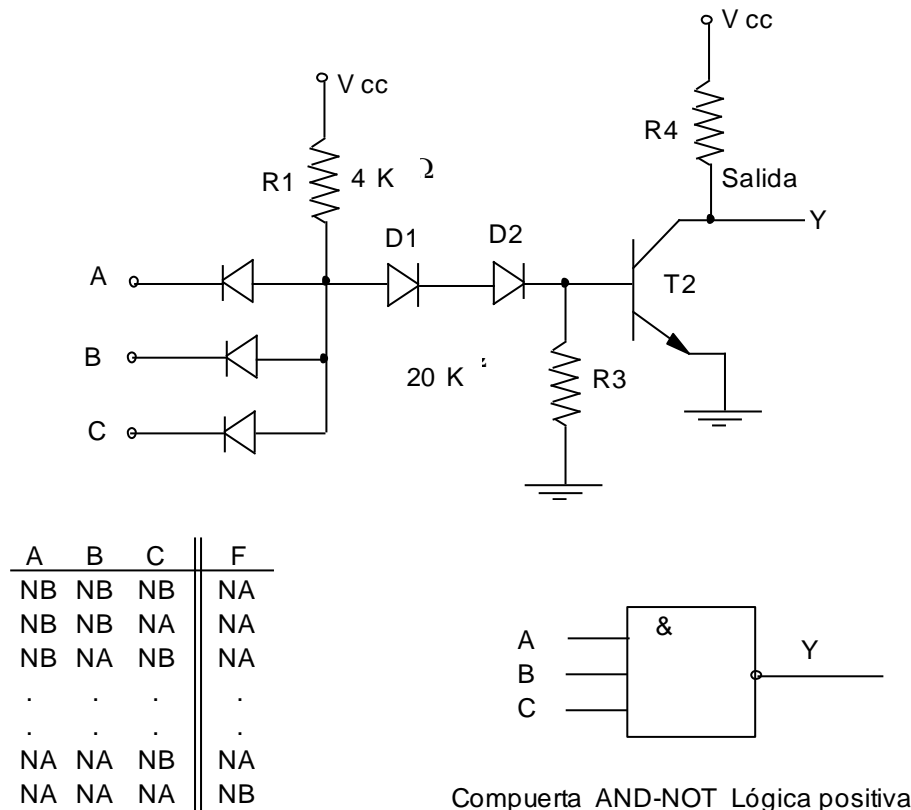 V cc
V cc
R4
R1 4 K
Salida
D1 D2 Y
A T2
B
20 K R3
C
A B C F
NB NB NB NA
NB NB NA NA
NB NA NB NA
. . . .
. . . .
NA NA NB NA
NA NA NA NB
&
A
B
C
Y
Compuerta AND-NOT Lógica positiva